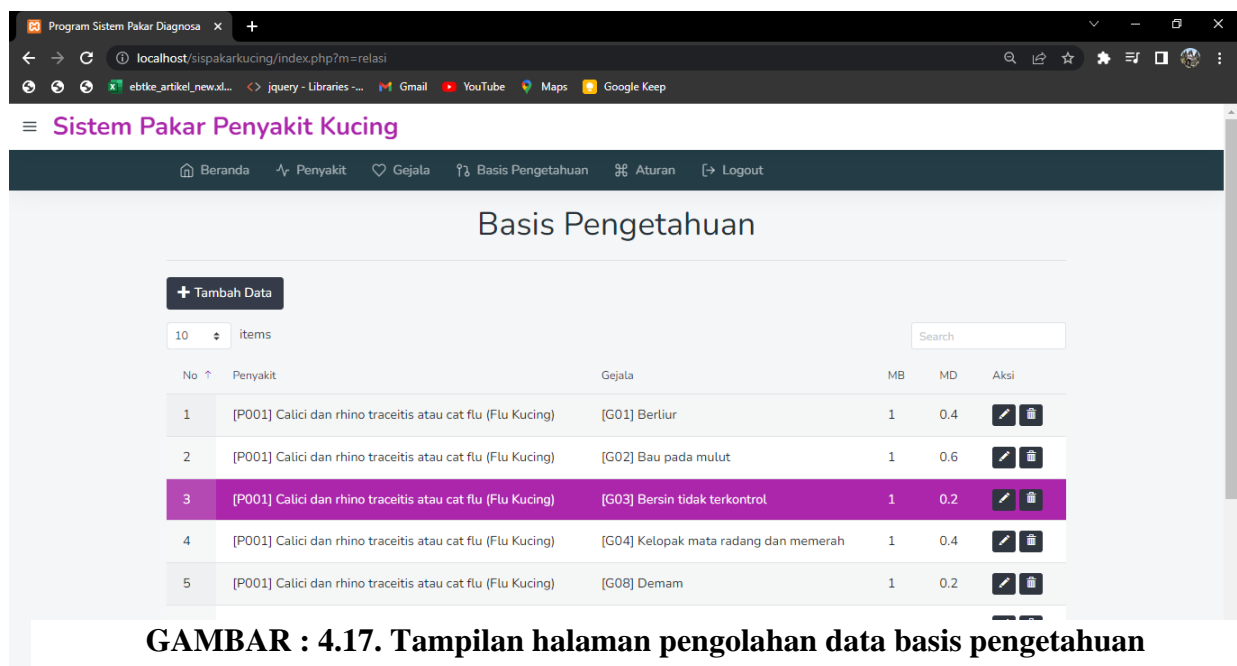 Program Sistem Pakar Diagnosa
localhost/sispakarkucing/index.php?m=relasi
ebtke_artikel_new.xl... jquery - Libraries -... Gmail YouTube Maps Google Keep
Sistem Pakar Penyakit Kucing
Beranda Penyakit Gejala Basis Pengetahuan Aturan Logout
Basis Pengetahuan
Tambah Data
10 items Search
No ↑ Penyakit Gejala MB MD Aksi
1 [P001] Calici dan rhino traceitis atau cat flu (Flu Kucing) [G01] Berliur 1 0.4
2 [P001] Calici dan rhino traceitis atau cat flu (Flu Kucing) [G02] Bau pada mulut 1 0.6
3 [P001] Calici dan rhino traceitis atau cat flu (Flu Kucing) [G03] Bersin tidak terkontrol 1 0.2
4 [P001] Calici dan rhino traceitis atau cat flu (Flu Kucing) [G04] Kelopak mata radang dan memerah 1 0.4
5 [P001] Calici dan rhino traceitis atau cat flu (Flu Kucing) [G08] Demam 1 0.2
GAMBAR : 4.17. Tampilan halaman pengolahan data basis pengetahuan